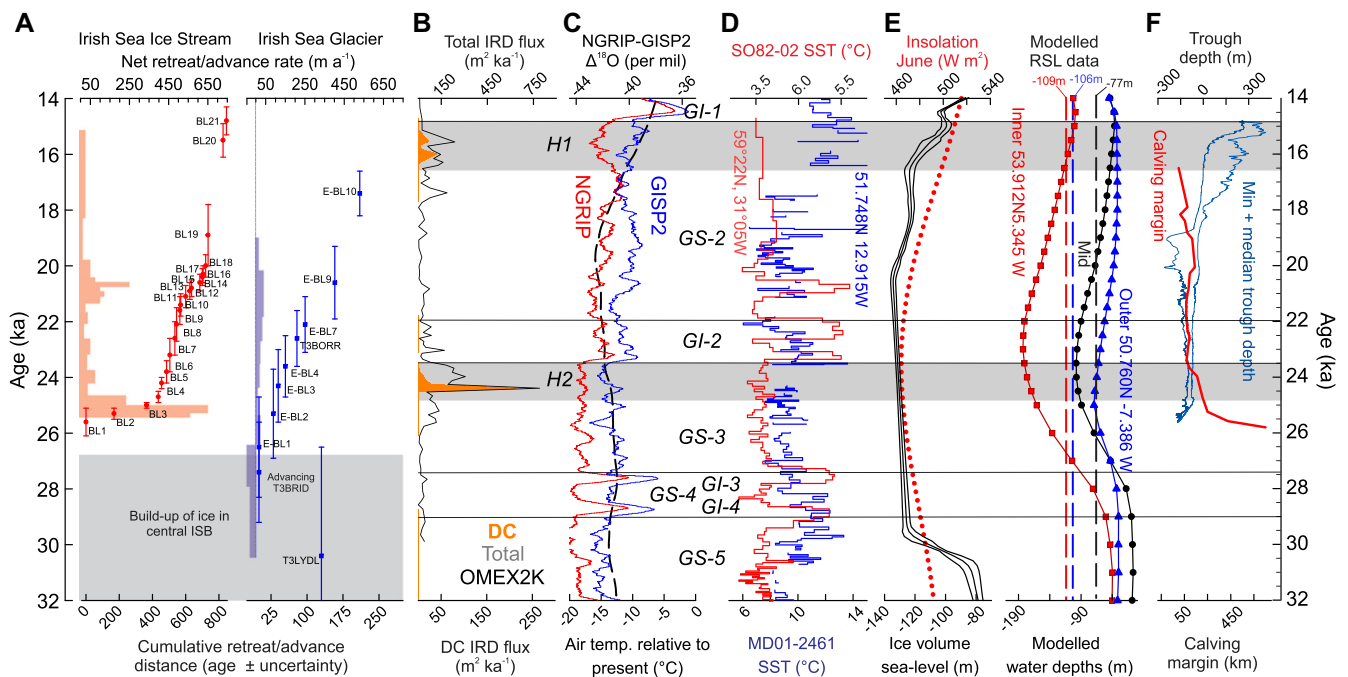 A
Irish Sea Ice Stream
Irish Sea Glacier
Net retreat/advance rate (m a⁻¹)
50 150 450 600 750
50 150 250
Age (ka)
14
16
18
20
22
24
26
28
30
32
BL21
BL20
BL19
BL18
BL17
BL16
BL15
BL14
BL13
BL12
BL11
BL10
BL9
BL8
BL7
BL6
BL5
BL4
BL3
BL2
BL1
E-BL10
E-BL9
E-BL7
T3BORR
E-BL4
E-BL3
E-BL2
E-BL1
Advancing
T3BRID
T3LYDL
Build-up of ice in
central ISB
0 200 400 600 800
25 75 175 250
Cumulative retreat/advance
distance (age ± uncertainty)
B
Total IRD flux
(m² ka⁻¹)
150 450 750
H1
H2
DC
Total
OMEX2K
0 50 150 200
DC IRD flux
(m² ka⁻¹)
C
NGRIP-GISP2
Δ¹⁸O (per mil)
-44 -40 -36
NGRIP
GISP2
GI-1
GS-2
GI-2
GS-3
GI-3
GS-4
GI-4
GS-5
-20 -15 -10 -5 0
Air temp. relative to
present (°C)
D
SO82-02 SST (°C)
3.5 6.0 5.5
59°22N, 31°05W
51.748N 12.915W
6 10 14
MD01-2461
SST (°C)
E
Insolation
June (W m²)
460 500 540
Modelled
RSL data
-109m
-106m
-77m
Inner 53.912N5.345 W
Mid
Outer 50.760N -7.386 W
-140 -120 -100 -80 -60
Ice volume
sea-level (m)
-190 -90
Modelled
water depths (m)
F
Trough
depth (m)
-300 0 300
Calving margin
Min + median trough depth
50 450
Calving
margin (km)
14
16
18
20
22
24
26
28
30
32
Age (ka)